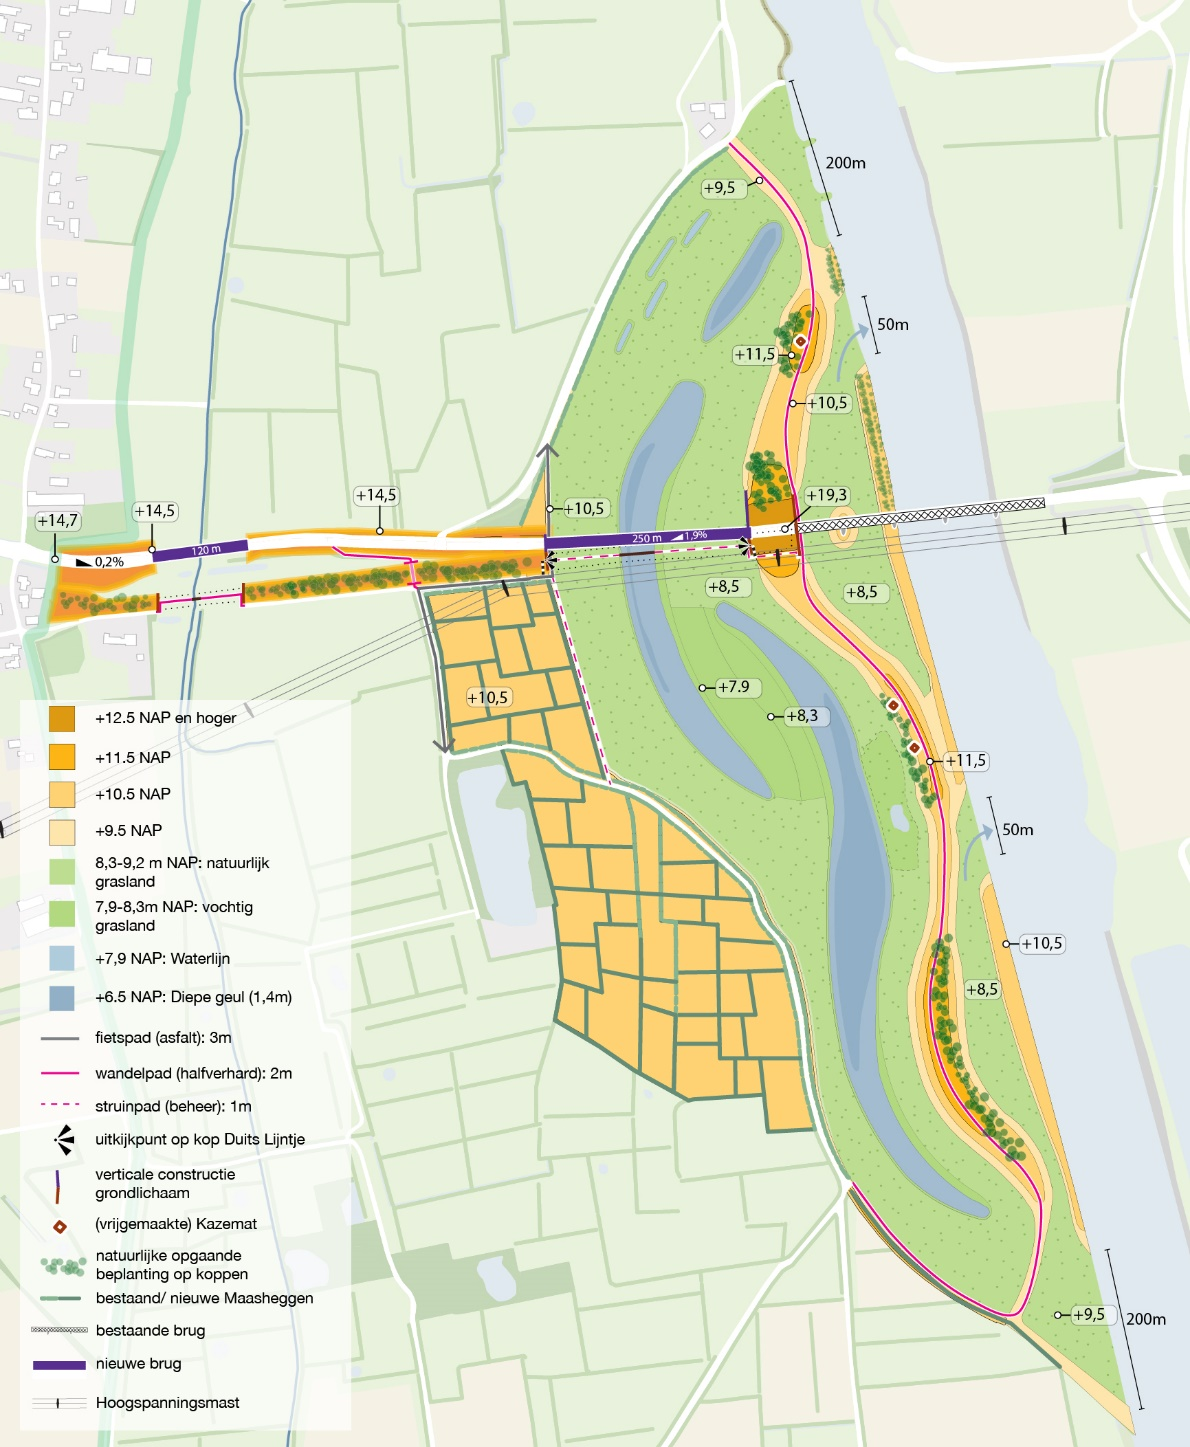 200m
+9,5
50m
+11,5
+10,5
+14,5
+19,3
+14,5
+10,5
+14,7
250 m
1,9%
120 m
0,2%
+8,5
+8,5
+7.9
+10,5
+8,3
+11,5
50m
+10,5
+8,5
+9,5
200m
+12.5 NAP en hoger
+11.5 NAP
+10.5 NAP
+9.5 NAP
8,3-9,2 m NAP: natuurlijk
grasland
7,9-8,3m NAP: vochtig
grasland
+7,9 NAP: Waterlijn
+6.5 NAP: Diepe geul (1,4m)
fietspad (asfalt): 3m
wandelpad (halfverhard): 2m
struinpad (beheer): 1m
uitkijkpunt op kop Duits Lijntje
verticale constructie
grondlichaam
(vrijgemaakte) Kazemat
natuurlijke opgaande
beplanting op koppen
bestaand/ nieuwe Maasheggen
bestaande brug
nieuwe brug
Hoogspanningsmast